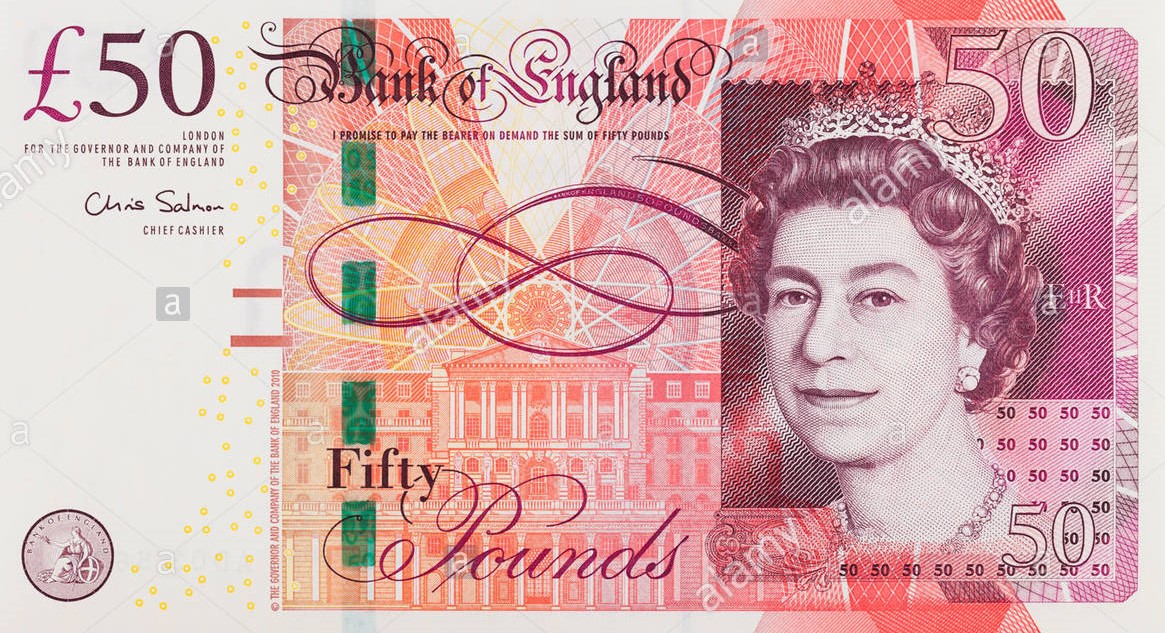 £50
Bank of England
50
LONDON
FOR THE GOVERNOR AND COMPANY OF
THE BANK OF ENGLAND
I PROMISE TO PAY THE BEARER ON DEMAND THE SUM OF FIFTY POUNDS
Chris Salmon
CHIEF CASHIER
BANK OF ENGLAND 50 POUNDS
EIIR
© THE GOVERNOR AND COMPANY OF THE BANK OF ENGLAND 2010
Fifty
Pounds
50 50 50 50
50 50 50
50 50 50
50 50
50
50 50
50 50 50 50 50 50 50 50 50
BANK OF ENGLAND
a
alamy
alamy
alamy
alamy